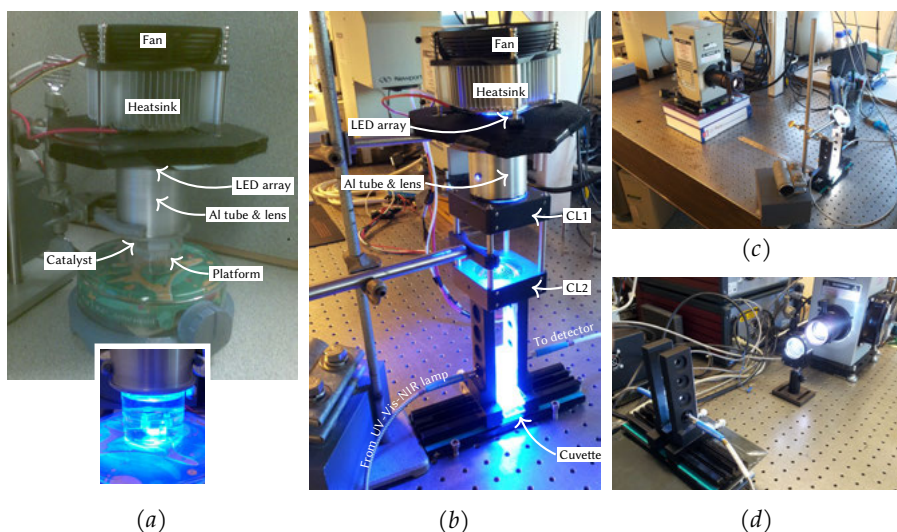 Fan
Heatsink
LED array
Al tube & lens
Catalyst
Platform
(a)
Newport
Fan
Heatsink
LED array
Al tube & lens
CL1
CL2
To detector
From UV-Vis-NIR lamp
Cuvette
(b)
(c)
(d)